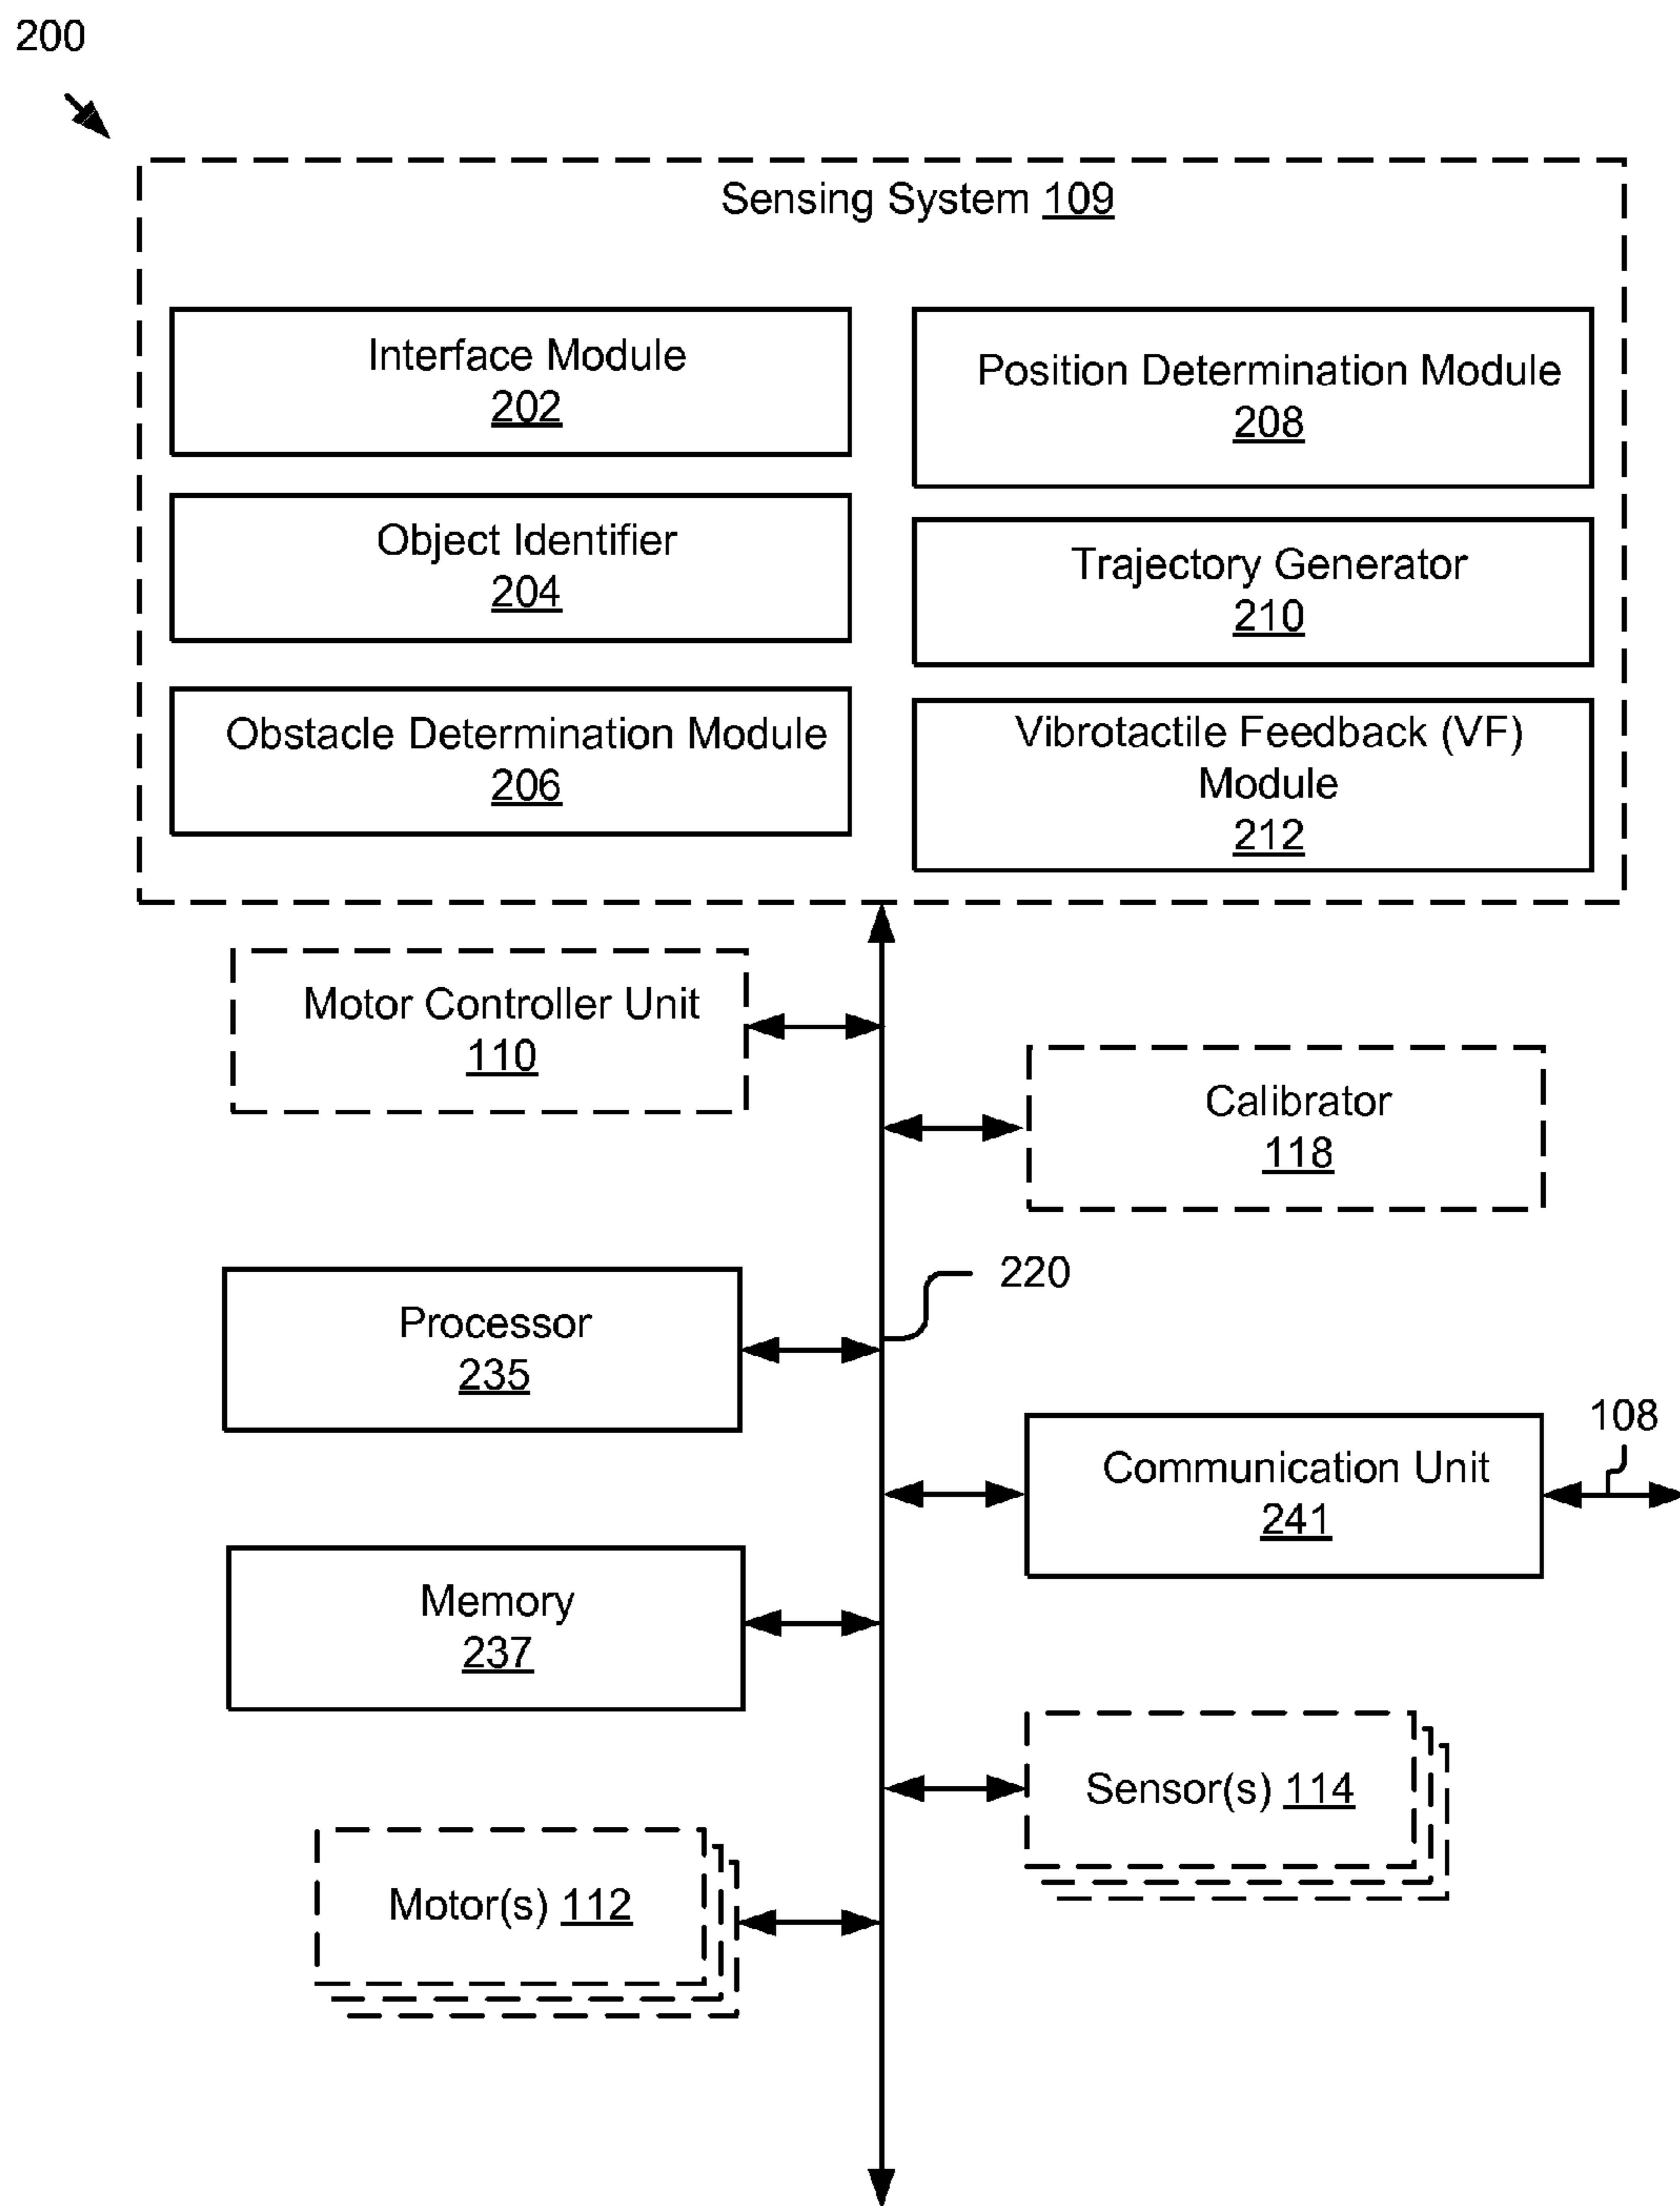 200
Sensing System 109
Interface Module
202
Position Determination Module
208
Object Identifier
204
Trajectory Generator
210
Obstacle Determination Module
206
Vibrotactile Feedback (VF)
Module
212
Motor Controller Unit
110
Calibrator
118
220
Processor
235
108
Communication Unit
241
Memory
237
Sensor(s) 114
Motor(s) 112